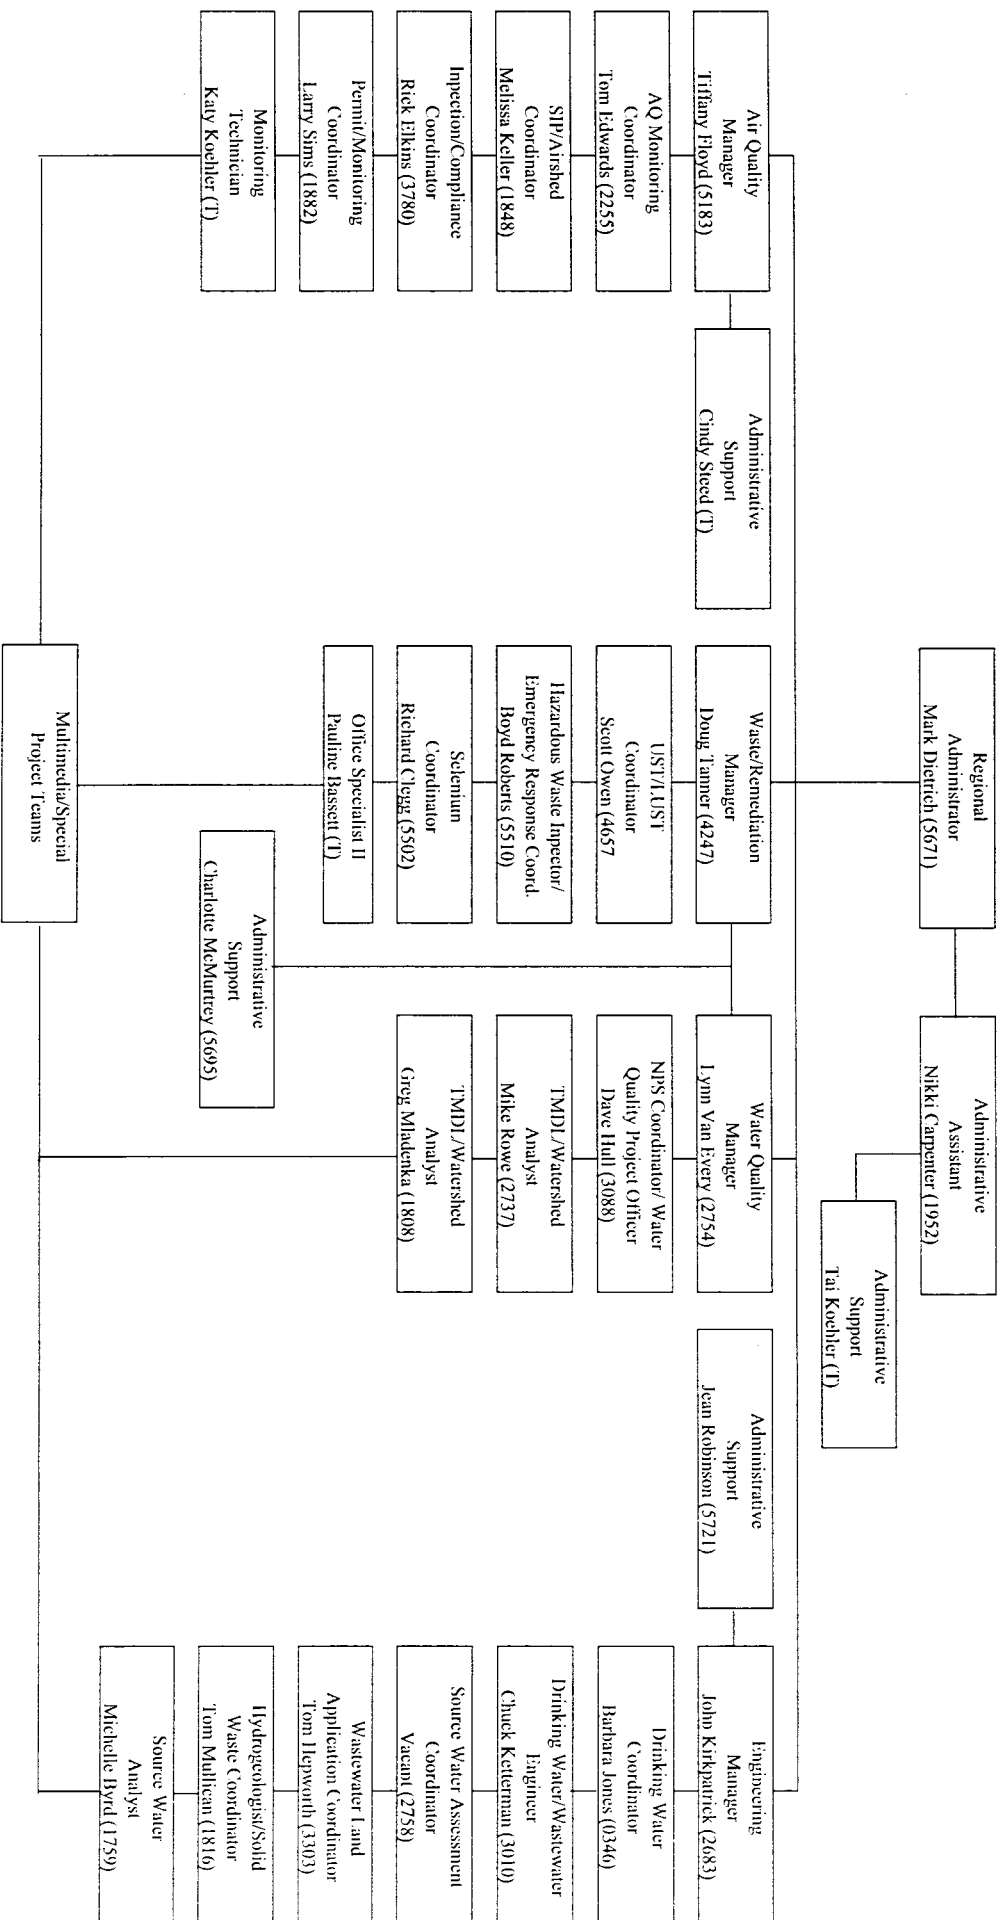 Regional
Administrator
Mark Dietrich (5671)
Administrative
Assistant
Nikki Carpenter (1952)
Administrative
Support
Tai Koehler (T)
Air Quality
Manager
Tiffany Floyd (5183)
Administrative
Support
Cindy Steed (T)
AQ Monitoring
Coordinator
Tom Edwards (2255)
SIP/Airshed
Coordinator
Melissa Keller (1848)
Inpection/Compliance
Coordinator
Rick Elkins (3780)
Permit/Monitoring
Coordinator
Larry Sims (1882)
Monitoring
Technician
Katy Koehler (T)
Waste/Remediation
Manager
Doug Tanner (4247)
UST/LUST
Coordinator
Scott Owen (4657
Hazardous Waste Inpector/
Emergency Response Coord.
Boyd Roberts (5510)
Selenium
Coordinator
Richard Clegg (5502)
Office Specialist II
Pauline Bassett (T)
Administrative
Support
Charlotte McMurtrey (5695)
Water Quality
Manager
Lynn Van Every (2754)
NPS Coordinator/ Water
Quality Project Officer
Dave Hull (3088)
TMDL/Watershed
Analyst
Mike Rowe (2737)
TMDL/Watershed
Analyst
Greg Mladenka (1808)
Administrative
Support
Jean Robinson (5721)
Engineering
Manager
John Kirkpatrick (2683)
Drinking Water
Coordinator
Barbara Jones (0346)
Drinking Water/Wastewater
Engineer
Chuck Ketterman (3010)
Source Water Assessment
Coordinator
Vacant (2758)
Wastewater Land
Application Coordinator
Tom Hepworth (3303)
Hydrogeologist/Solid
Waste Coordinator
Tom Mullican (1816)
Source Water
Analyst
Michelle Byrd (1759)
Multimedia/Special
Project Teams